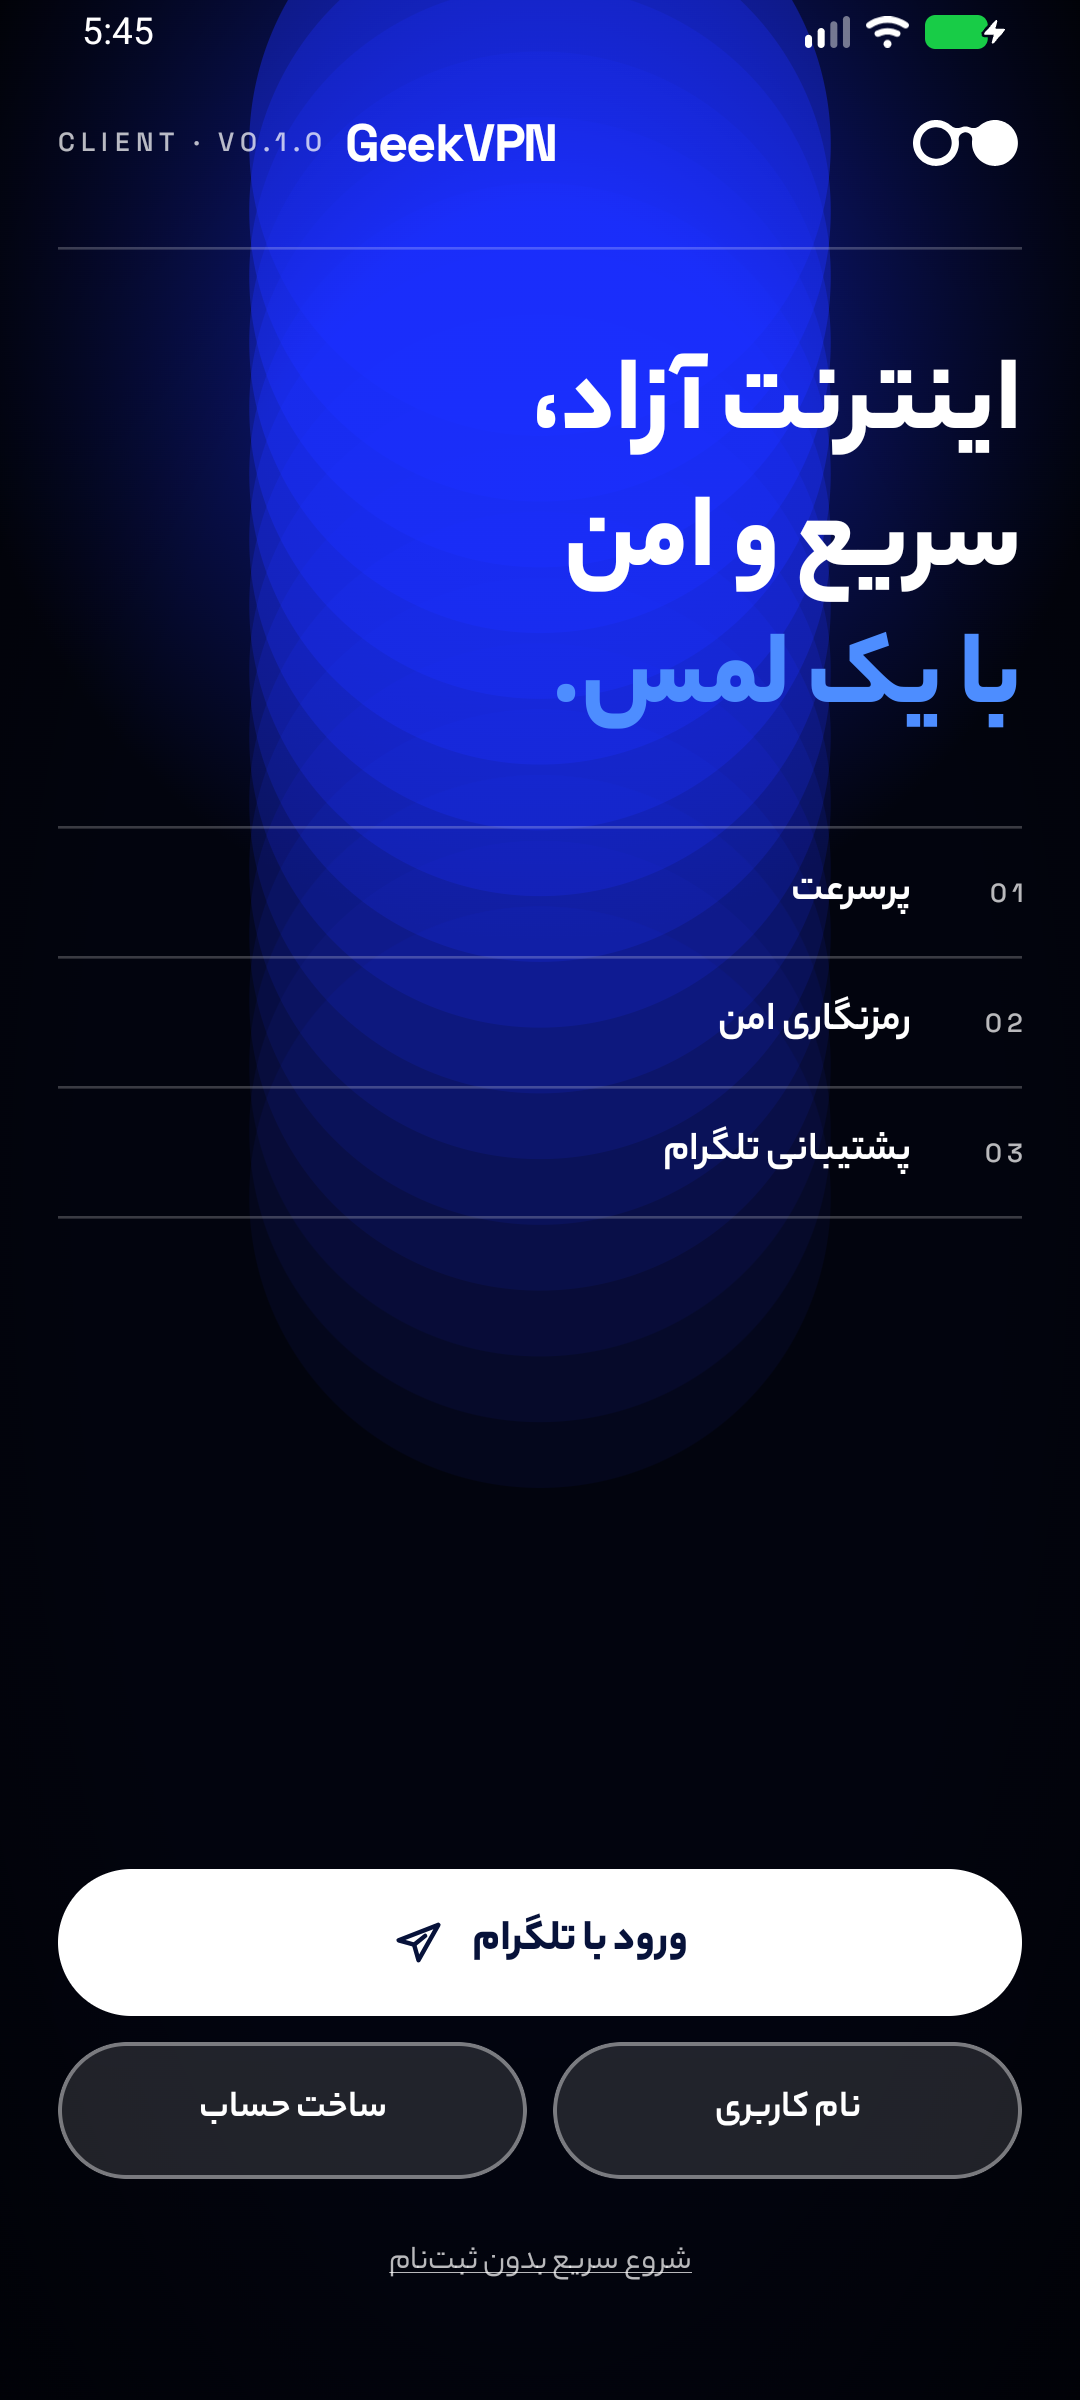 5:45
CLIENT · V0.1.0 GeekVPN
اینترنت آزاد،
سریع و امن
با یک لمس.
01 پرسرعت
02 رمزنگاری امن
03 پشتیبانی تلگرام
ورود با تلگرام
نام کاربری
ساخت حساب
شروع سریع بدون ثبت‌نام